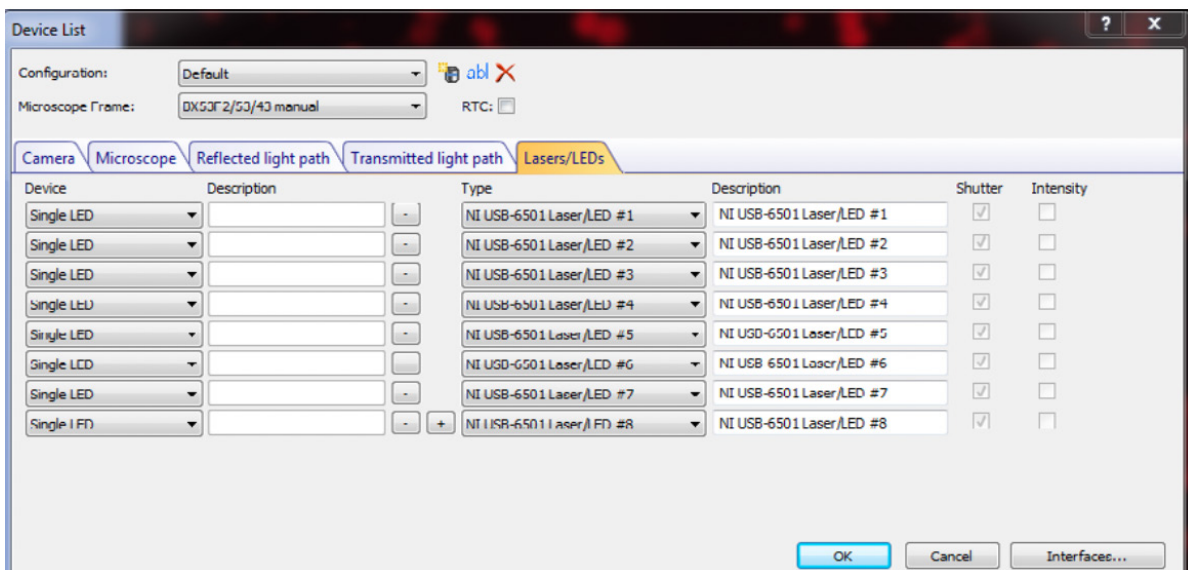 Device List ? x
Configuration: Default abl
Microscope Frame: BX53F2/53/43 manual RTC:
Camera Microscope Reflected light path Transmitted light path Lasers/LEDs
Device Description Type Description Shutter Intensity
Single LED - NI USB-6501 Laser/LED #1 NI USB-6501 Laser/LED #1
Single LED - NI USB-6501 Laser/LED #2 NI USB-6501 Laser/LED #2
Single LED - NI USB-6501 Laser/LED #3 NI USB-6501 Laser/LED #3
Single LED - NI USB-6501 Laser/LED #4 NI USB-6501 Laser/LED #4
Single LED - NI USB-6501 Laser/LED #5 NI USB-6501 Laser/LED #5
Single LED NI USB-6501 Laser/LED #6 NI USB-6501 Laser/LED #6
Single LED - NI USB-6501 Laser/LED #7 NI USB-6501 Laser/LED #7
Single LED - + NI USB-6501 Laser/LED #8 NI USB-6501 Laser/LED #8
OK Cancel Interfaces...